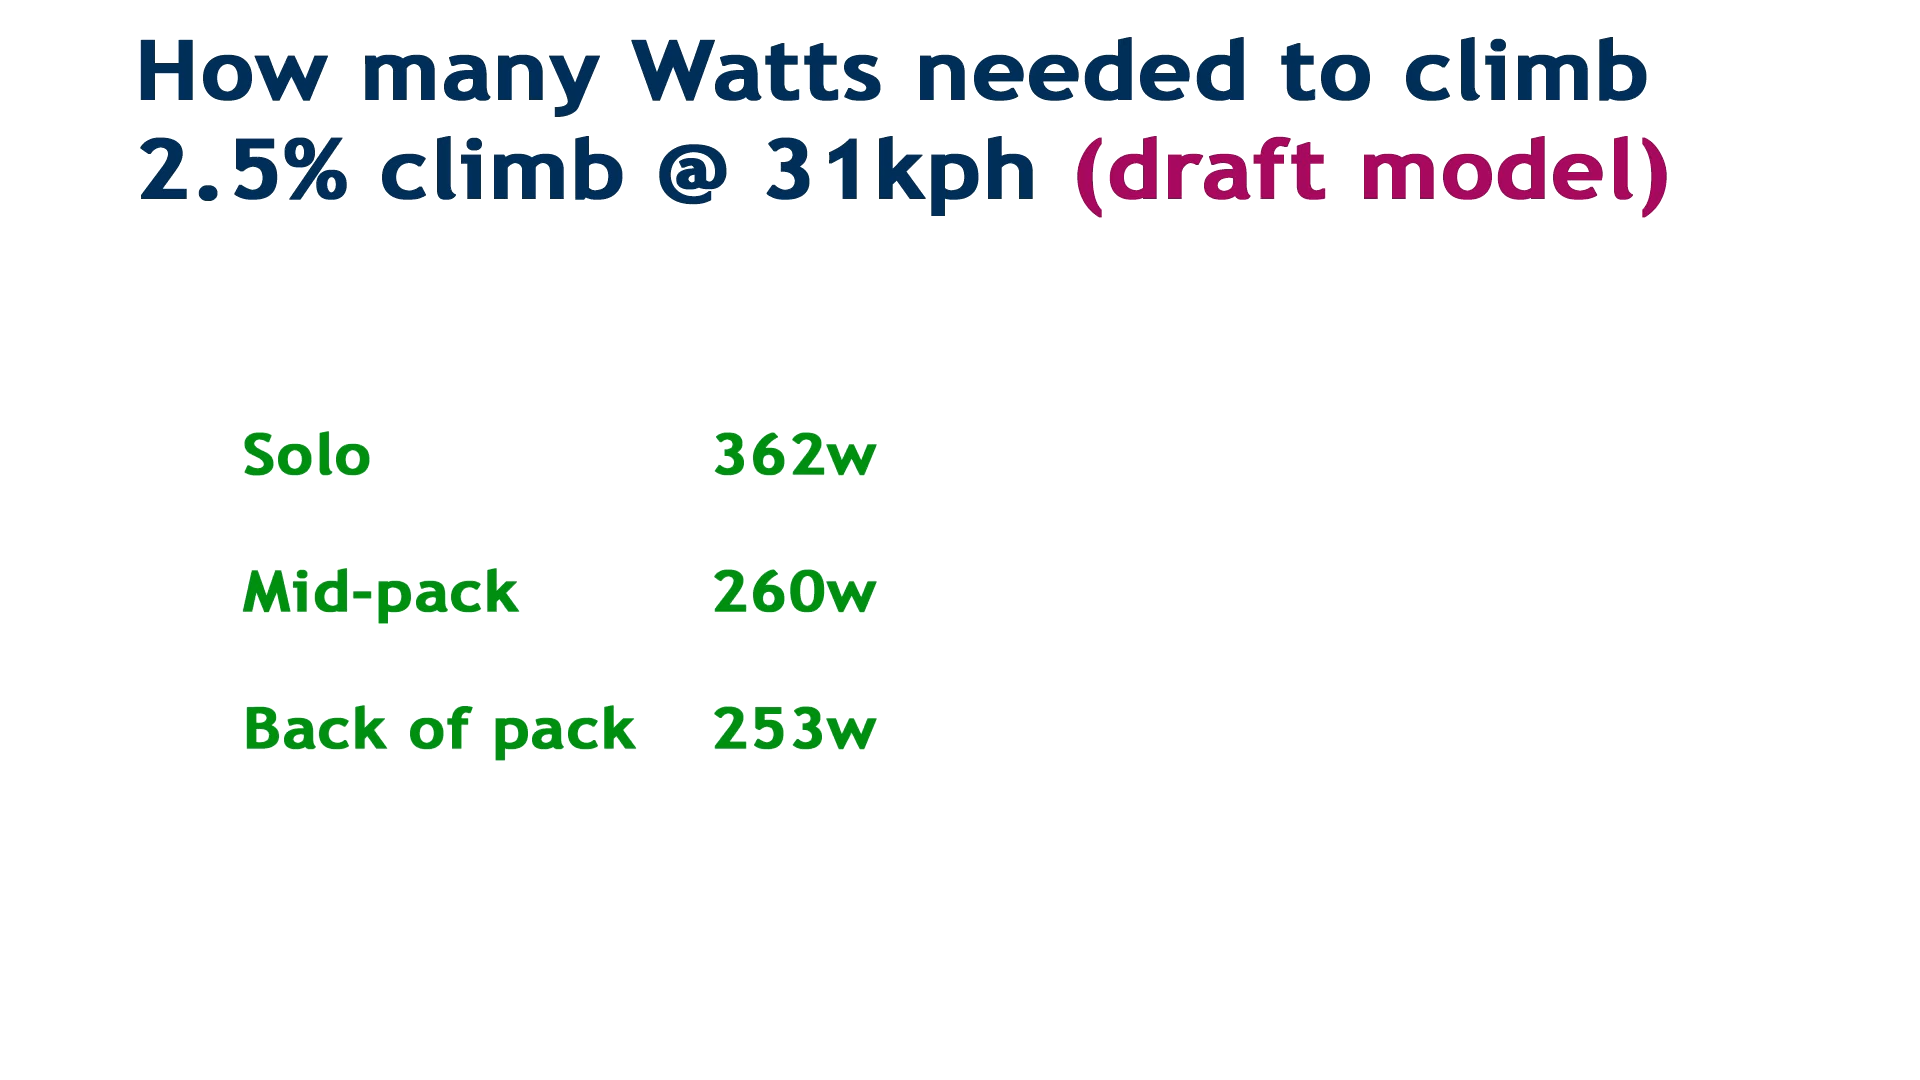 How many Watts needed to climb
2.5% climb @ 31kph (draft model)
Solo 362w
Mid-pack 260w
Back of pack 253w